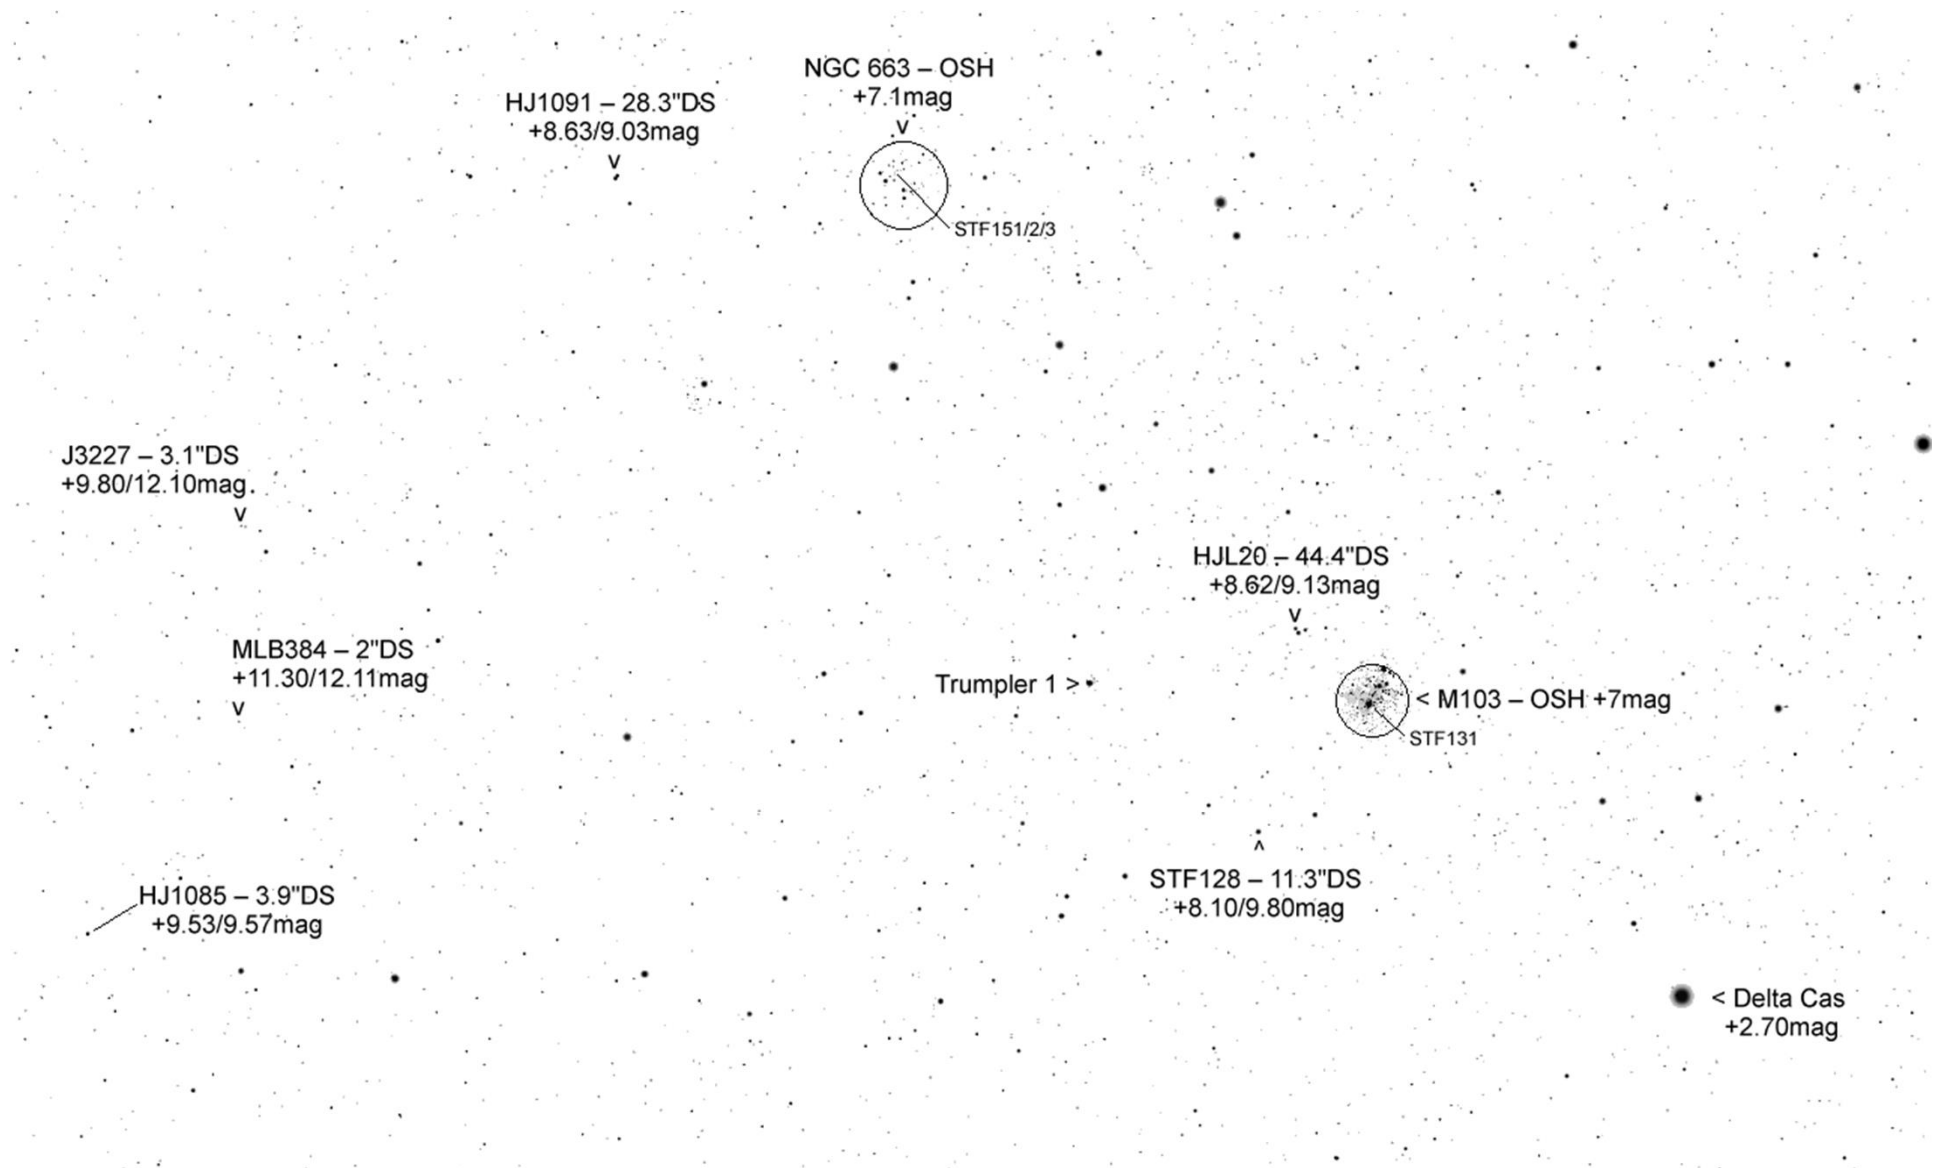 NGC 663 – OSH
+7.1mag
v
HJ1091 – 28.3"DS
+8.63/9.03mag
v
STF151/2/3
J3227 – 3.1"DS
+9.80/12.10mag
v
HJL20 – 44.4"DS
+8.62/9.13mag
v
MLB384 – 2"DS
+11.30/12.11mag
v
Trumpler 1 >
< M103 – OSH +7mag
STF131
^
STF128 – 11.3"DS
+8.10/9.80mag
HJ1085 – 3.9"DS
+9.53/9.57mag
< Delta Cas
+2.70mag